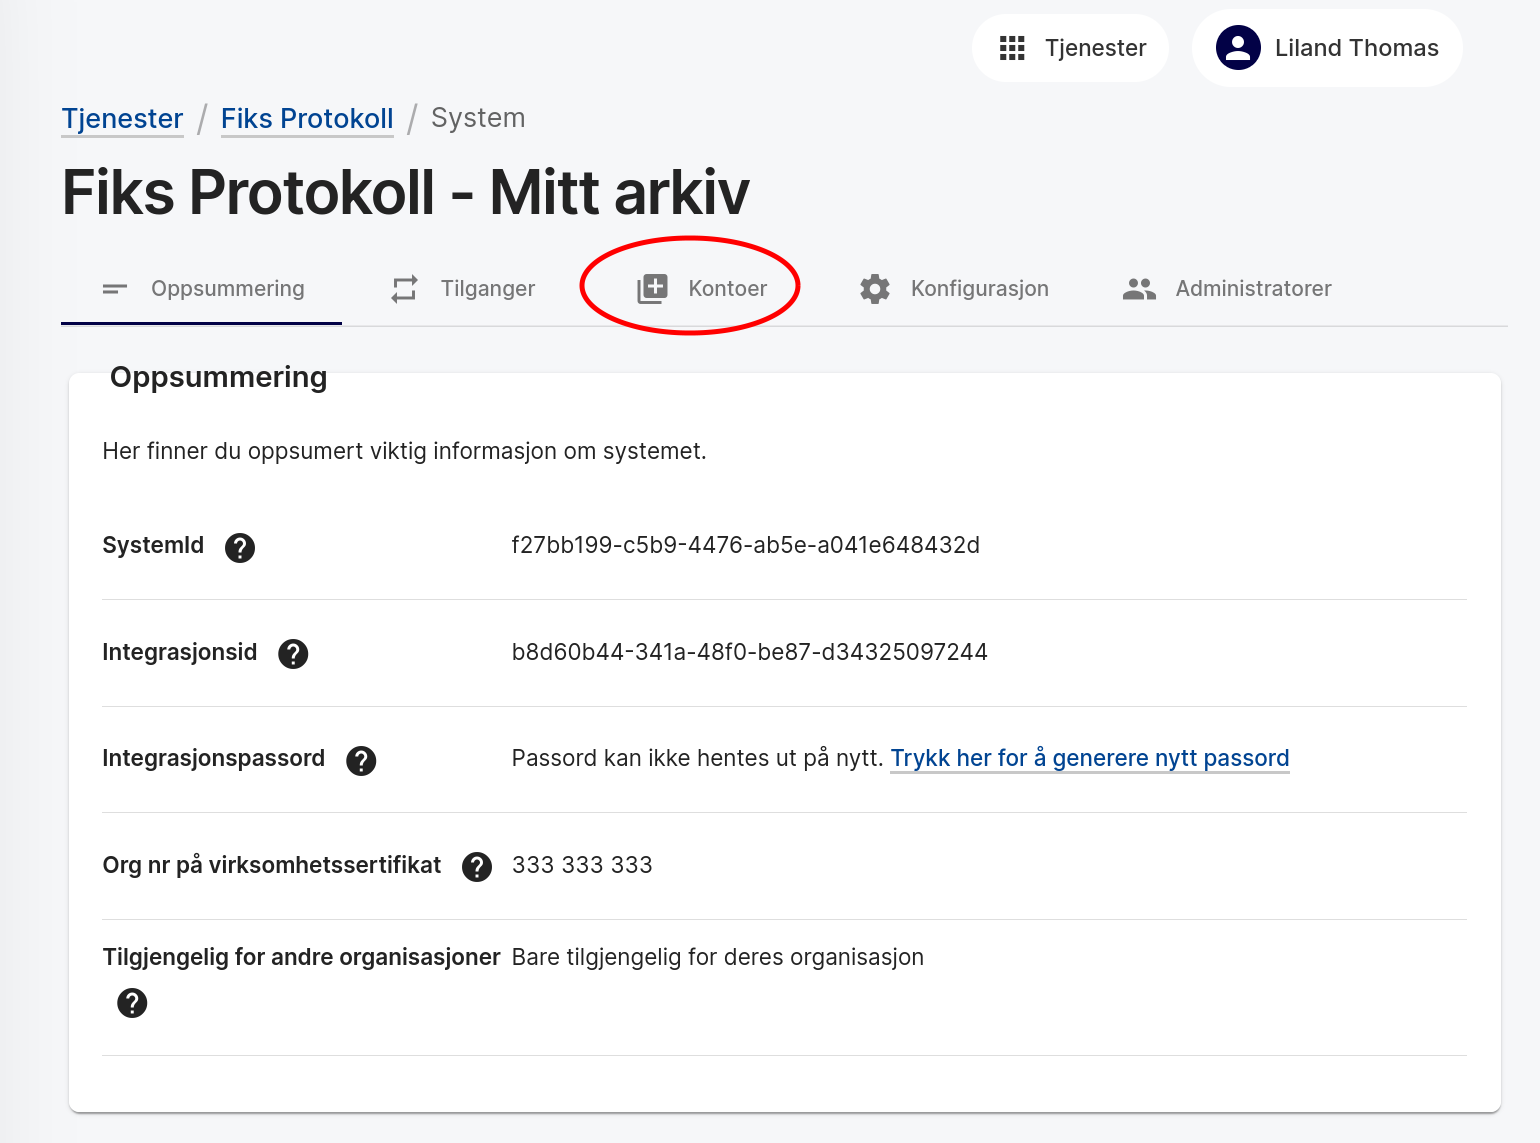 Tjenester
Liland Thomas
Tjenester / Fiks Protokoll / System
Fiks Protokoll - Mitt arkiv
Oppsummering Tilganger Kontoer Konfigurasjon Administratorer
Oppsummering
Her finner du oppsumert viktig informasjon om systemet.
SystemId ? f27bb199-c5b9-4476-ab5e-a041e648432d
Integrasjonsid ? b8d60b44-341a-48f0-be87-d34325097244
Integrasjonspassord ? Passord kan ikke hentes ut på nytt. Trykk her for å generere nytt passord
Org nr på virksomhetssertifikat ? 333 333 333
Tilgjengelig for andre organisasjoner Bare tilgjengelig for deres organisasjon
?